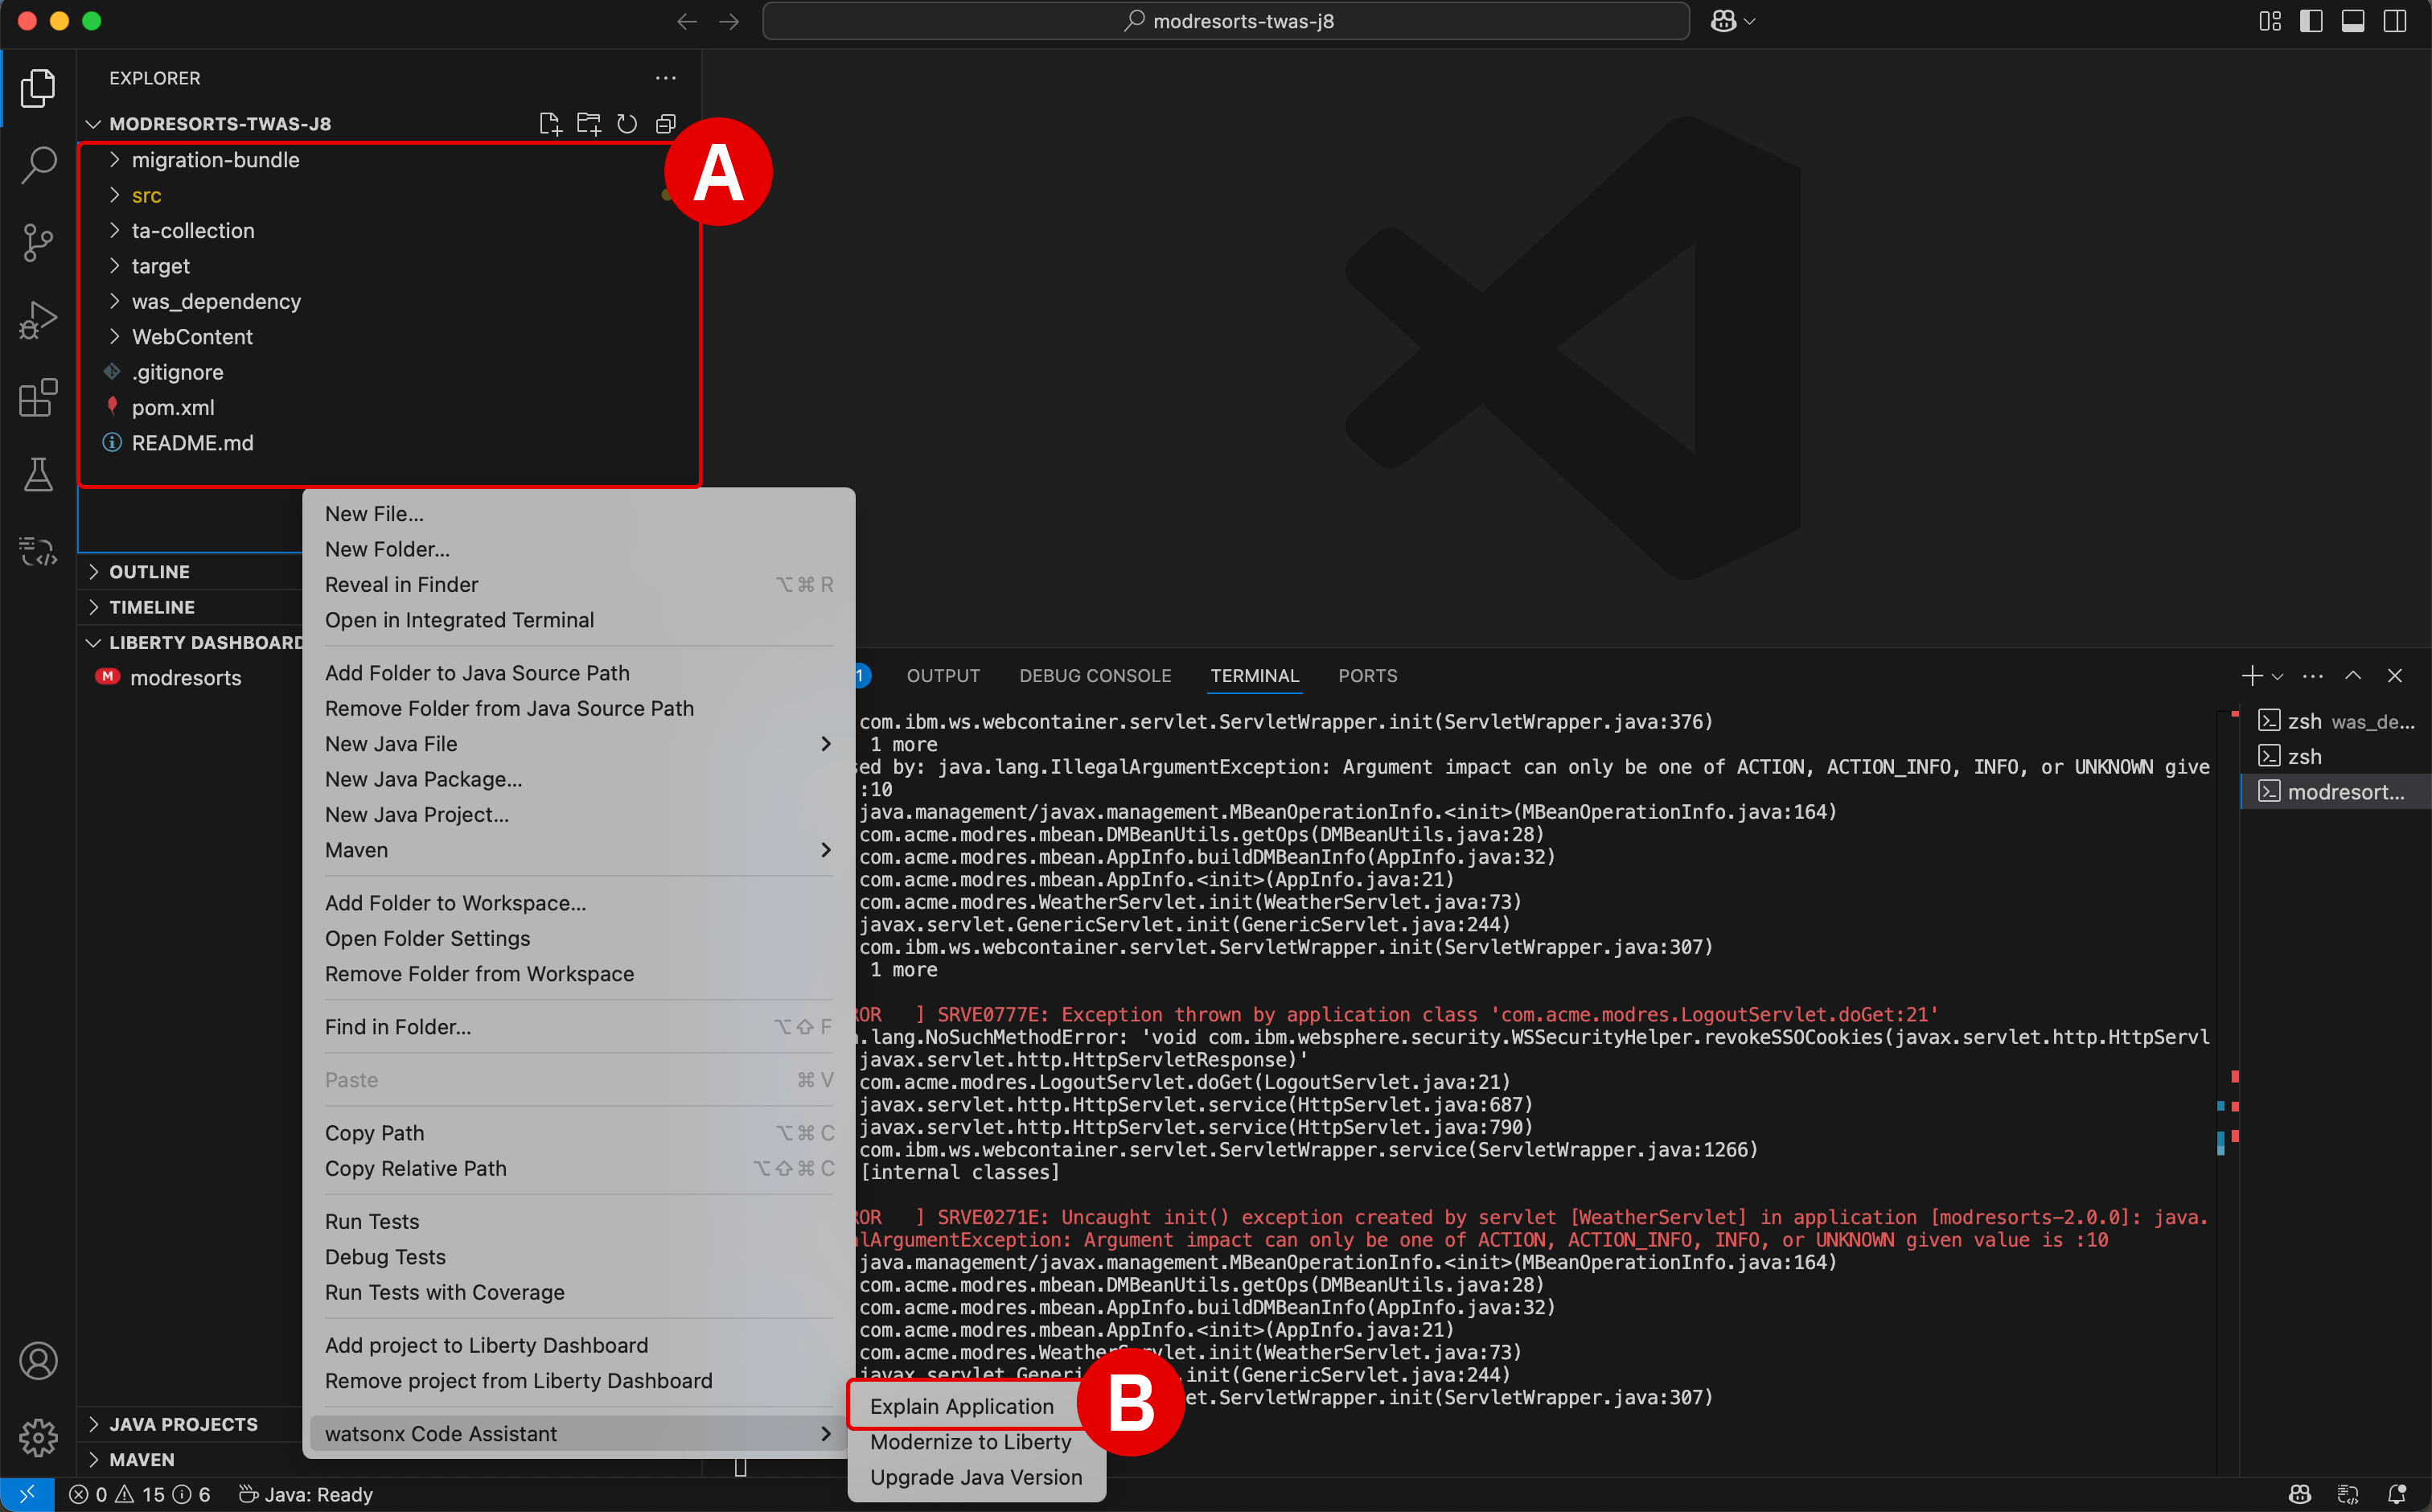 modresorts-twas-j8
EXPLORER
MODRESORTS-TWAS-J8
migration-bundle
src
ta-collection
target
was_dependency
WebContent
.gitignore
pom.xml
README.md
A
New File...
New Folder...
Reveal in Finder ⌥⌘R
Open in Integrated Terminal
Add Folder to Java Source Path
Remove Folder from Java Source Path
New Java File
New Java Package...
New Java Project...
Maven
Add Folder to Workspace...
Open Folder Settings
Remove Folder from Workspace
Find in Folder... ⌥⇧F
Paste ⌘V
Copy Path ⌥⌘C
Copy Relative Path ⌥⇧⌘C
Run Tests
Debug Tests
Run Tests with Coverage
Add project to Liberty Dashboard
Remove project from Liberty Dashboard
watsonx Code Assistant
Explain Application
B
Modernize to Liberty
Upgrade Java Version
OUTLINE
TIMELINE
LIBERTY DASHBOARD
M modresorts
JAVA PROJECTS
MAVEN
1 OUTPUT DEBUG CONSOLE TERMINAL PORTS
com.ibm.ws.webcontainer.servlet.ServletWrapper.init(ServletWrapper.java:376)
1 more
sed by: java.lang.IllegalArgumentException: Argument impact can only be one of ACTION, ACTION_INFO, INFO, or UNKNOWN give
:10
java.management/javax.management.MBeanOperationInfo.<init>(MBeanOperationInfo.java:164)
com.acme.modres.mbean.DMBeanUtils.getOps(DMBeanUtils.java:28)
com.acme.modres.mbean.AppInfo.buildDMBeanInfo(AppInfo.java:32)
com.acme.modres.mbean.AppInfo.<init>(AppInfo.java:21)
com.acme.modres.WeatherServlet.init(WeatherServlet.java:73)
javax.servlet.GenericServlet.init(GenericServlet.java:244)
com.ibm.ws.webcontainer.servlet.ServletWrapper.init(ServletWrapper.java:307)
1 more
ROR ] SRVE0777E: Exception thrown by application class 'com.acme.modres.LogoutServlet.doGet:21'
.lang.NoSuchMethodError: 'void com.ibm.websphere.security.WSSecurityHelper.revokeSSOCookies(javax.servlet.http.HttpServl
javax.servlet.http.HttpServletResponse)'
com.acme.modres.LogoutServlet.doGet(LogoutServlet.java:21)
javax.servlet.http.HttpServlet.service(HttpServlet.java:687)
javax.servlet.http.HttpServlet.service(HttpServlet.java:790)
com.ibm.ws.webcontainer.servlet.ServletWrapper.service(ServletWrapper.java:1266)
[internal classes]
ROR ] SRVE0271E: Uncaught init() exception created by servlet [WeatherServlet] in application [modresorts-2.0.0]: java.
lArgumentException: Argument impact can only be one of ACTION, ACTION_INFO, INFO, or UNKNOWN given value is :10
java.management/javax.management.MBeanOperationInfo.<init>(MBeanOperationInfo.java:164)
com.acme.modres.mbean.DMBeanUtils.getOps(DMBeanUtils.java:28)
com.acme.modres.mbean.AppInfo.buildDMBeanInfo(AppInfo.java:32)
com.acme.modres.mbean.AppInfo.<init>(AppInfo.java:21)
com.acme.modres.WeatherServlet.init(WeatherServlet.java:73)
javax.servlet.Generi .init(GenericServlet.java:244)
et.ServletWrapper.init(ServletWrapper.java:307)
zsh was_de...
zsh
modresort...
0 15 6 Java: Ready